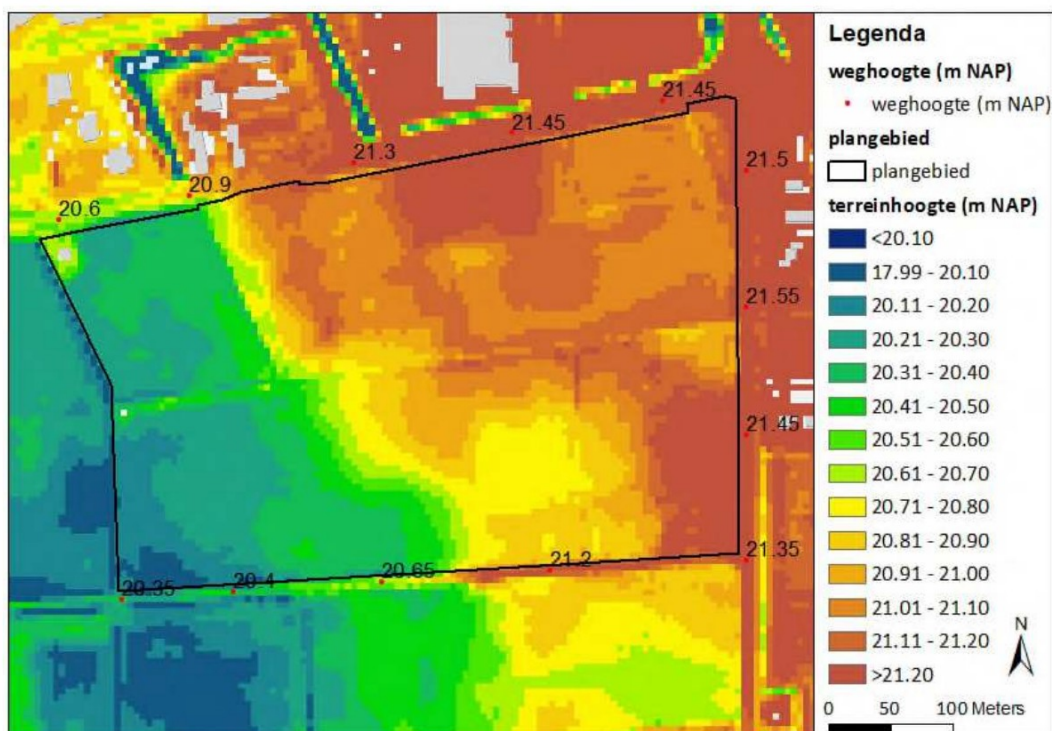 21.45
21.45
21.3
21.5
20.9
20.6
21.55
21.45
21.35
21.2
20.65
20.4
20.35
Legenda
weghoogte (m NAP)
weghoogte (m NAP)
plangebied
plangebied
terreinhoogte (m NAP)
<20.10
17.99 - 20.10
20.11 - 20.20
20.21 - 20.30
20.31 - 20.40
20.41 - 20.50
20.51 - 20.60
20.61 - 20.70
20.71 - 20.80
20.81 - 20.90
20.91 - 21.00
21.01 - 21.10
21.11 - 21.20
>21.20
N
0 50 100 Meters